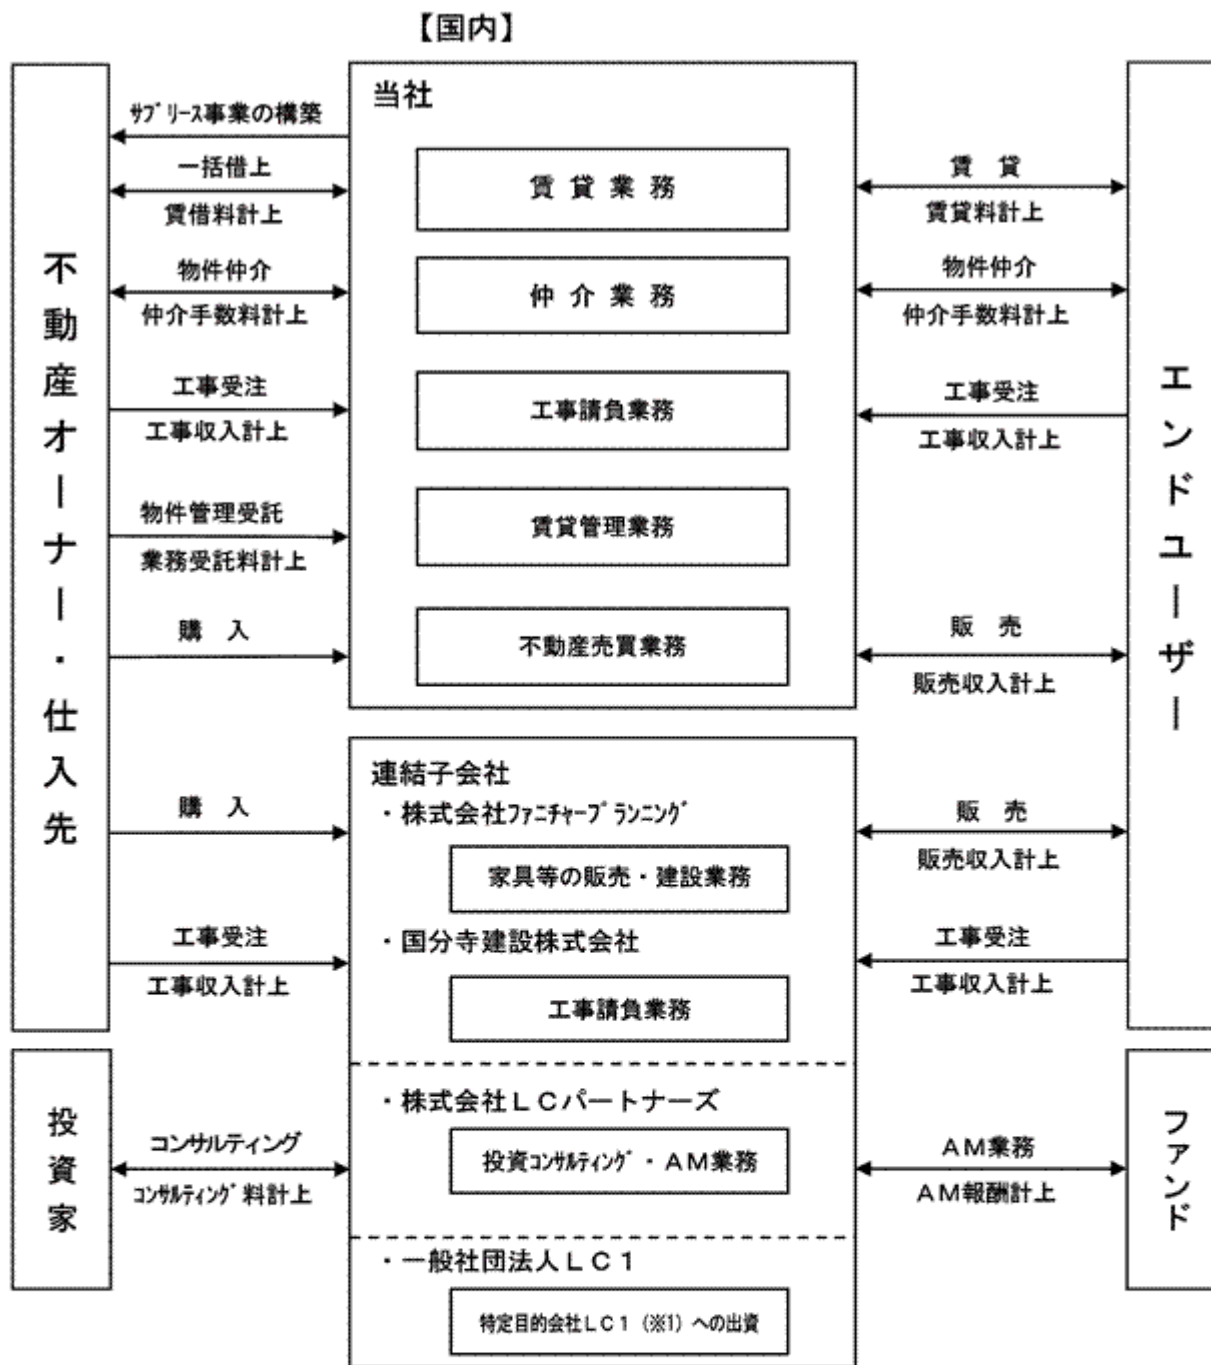 【国内】
不動産オーナー・仕入先
サブリース事業の構築
一括借上
賃借料計上
物件仲介
仲介手数料計上
工事受注
工事収入計上
物件管理受託
業務受託料計上
購 入
購 入
工事受注
工事収入計上
当社
賃 貸 業 務
仲 介 業 務
工事請負業務
賃貸管理業務
不動産売買業務
連結子会社
・株式会社ファニチャープランニング
家具等の販売・建設業務
・国分寺建設株式会社
工事請負業務
・株式会社LCパートナーズ
投資コンサルティング・AM業務
・一般社団法人LC1
特定目的会社LC1(※1)への出資
賃 貸
賃貸料計上
物件仲介
仲介手数料計上
工事受注
工事収入計上
販 売
販売収入計上
販 売
販売収入計上
工事受注
工事収入計上
エンドユーザー
投資家
コンサルティング
コンサルティング料計上
AM業務
AM報酬計上
ファンド